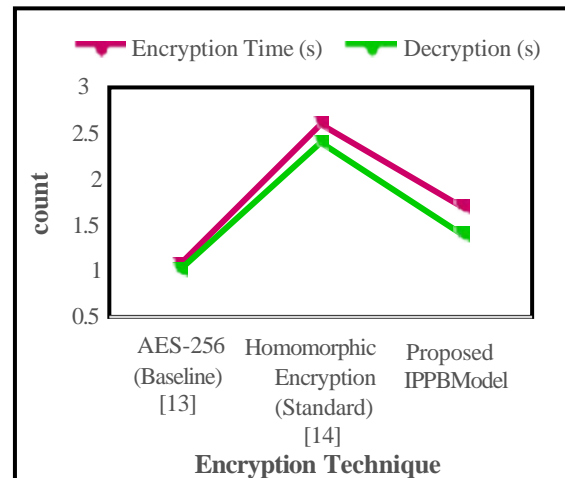 Encryption Time (s) Decryption (s)
3
2.5
2
1.5
1
0.5
count
AES-256
(Baseline)
[13]
Homomorphic
Encryption
(Standard)
[14]
Proposed
IPPBModel
Encryption Technique